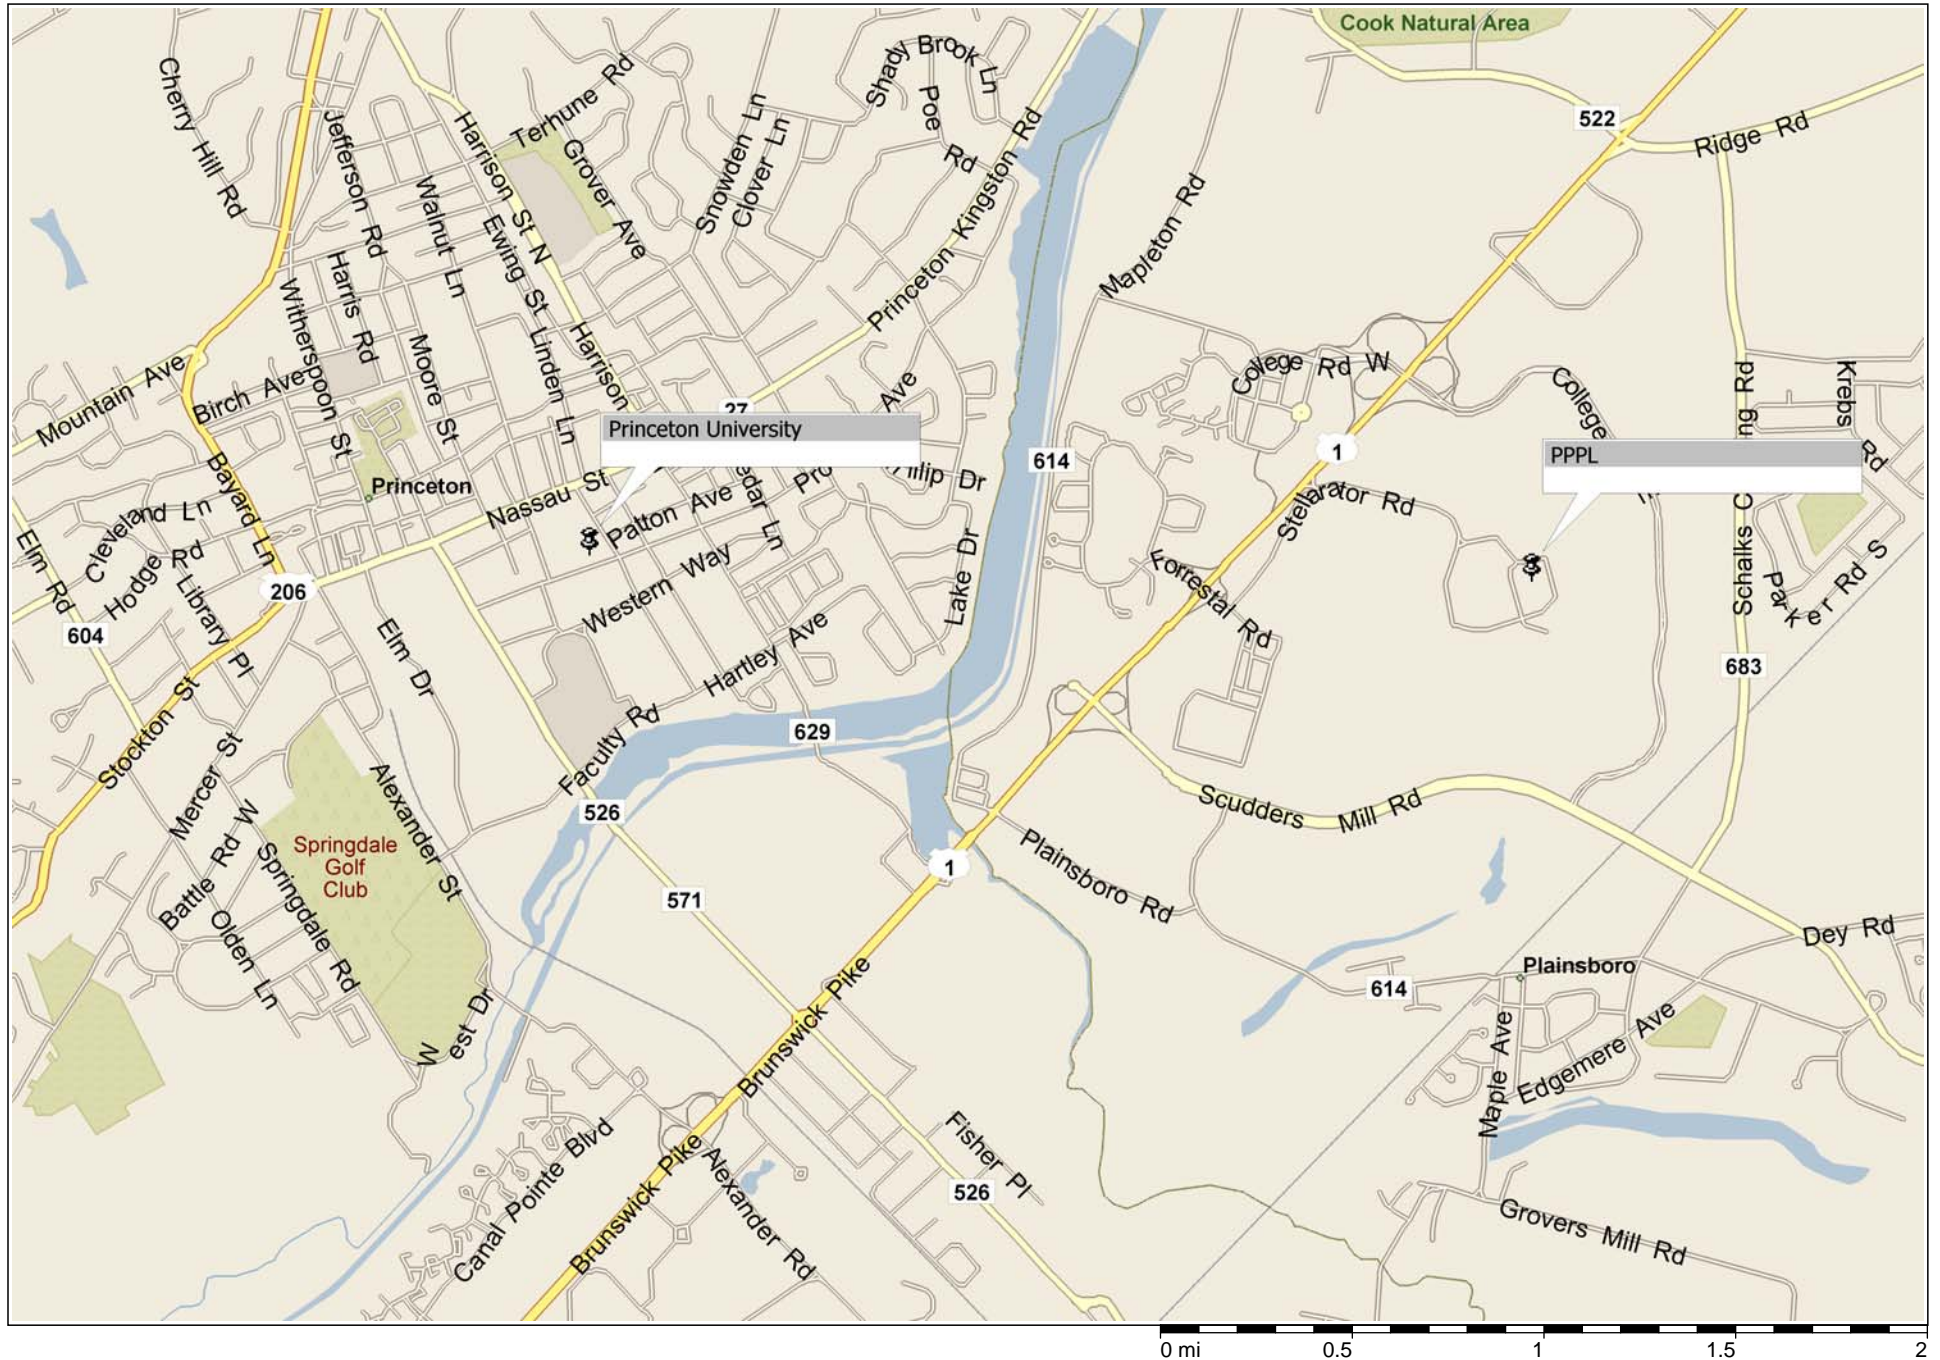 Cook Natural Area
Cherry Hill Rd
Jefferson Rd
Harrison St N
Terhune Rd
Grover Ave
Shady Brook Ln
Poe
Rd
Snowden Ln
Clover Ln
Princeton Kingston Rd
522
Ridge Rd
Mapleton Rd
Walnut Ln
Ewing St
Harris Rd
Witherspoon St
Linden Ln
Harrison
Moore St
Mountain Ave
Birch Ave
27
Ave
College Rd W
College
Krebs
Rd
Princeton University
PPPL
Bayard Ln
Princeton
Nassau St
Patton Ave
Pro
Philip Dr
614
1
Stellarator Rd
Schalks C
ng Rd
Cleveland Ln
Hodge Rd
Elm Rd
Library Pl
206
604
Western Way
Lake Dr
Forrestal Rd
Parker Rd S
Elm Dr
Hartley Ave
683
Stockton St
Mercer St
Faculty Rd
629
526
Alexander St
Scudders Mill Rd
Springdale
Golf
Club
Battle Rd W
Springdale Rd
Olden Ln
571
1
Plainsboro Rd
Dey Rd
Plainsboro
614
West Dr
Brunswick Pike
Maple Ave
Edgemere Ave
Canal Pointe Blvd
Brunswick Pike
Alexander Rd
Fisher Pl
526
Grovers Mill Rd
0 mi 0.5 1 1.5 2